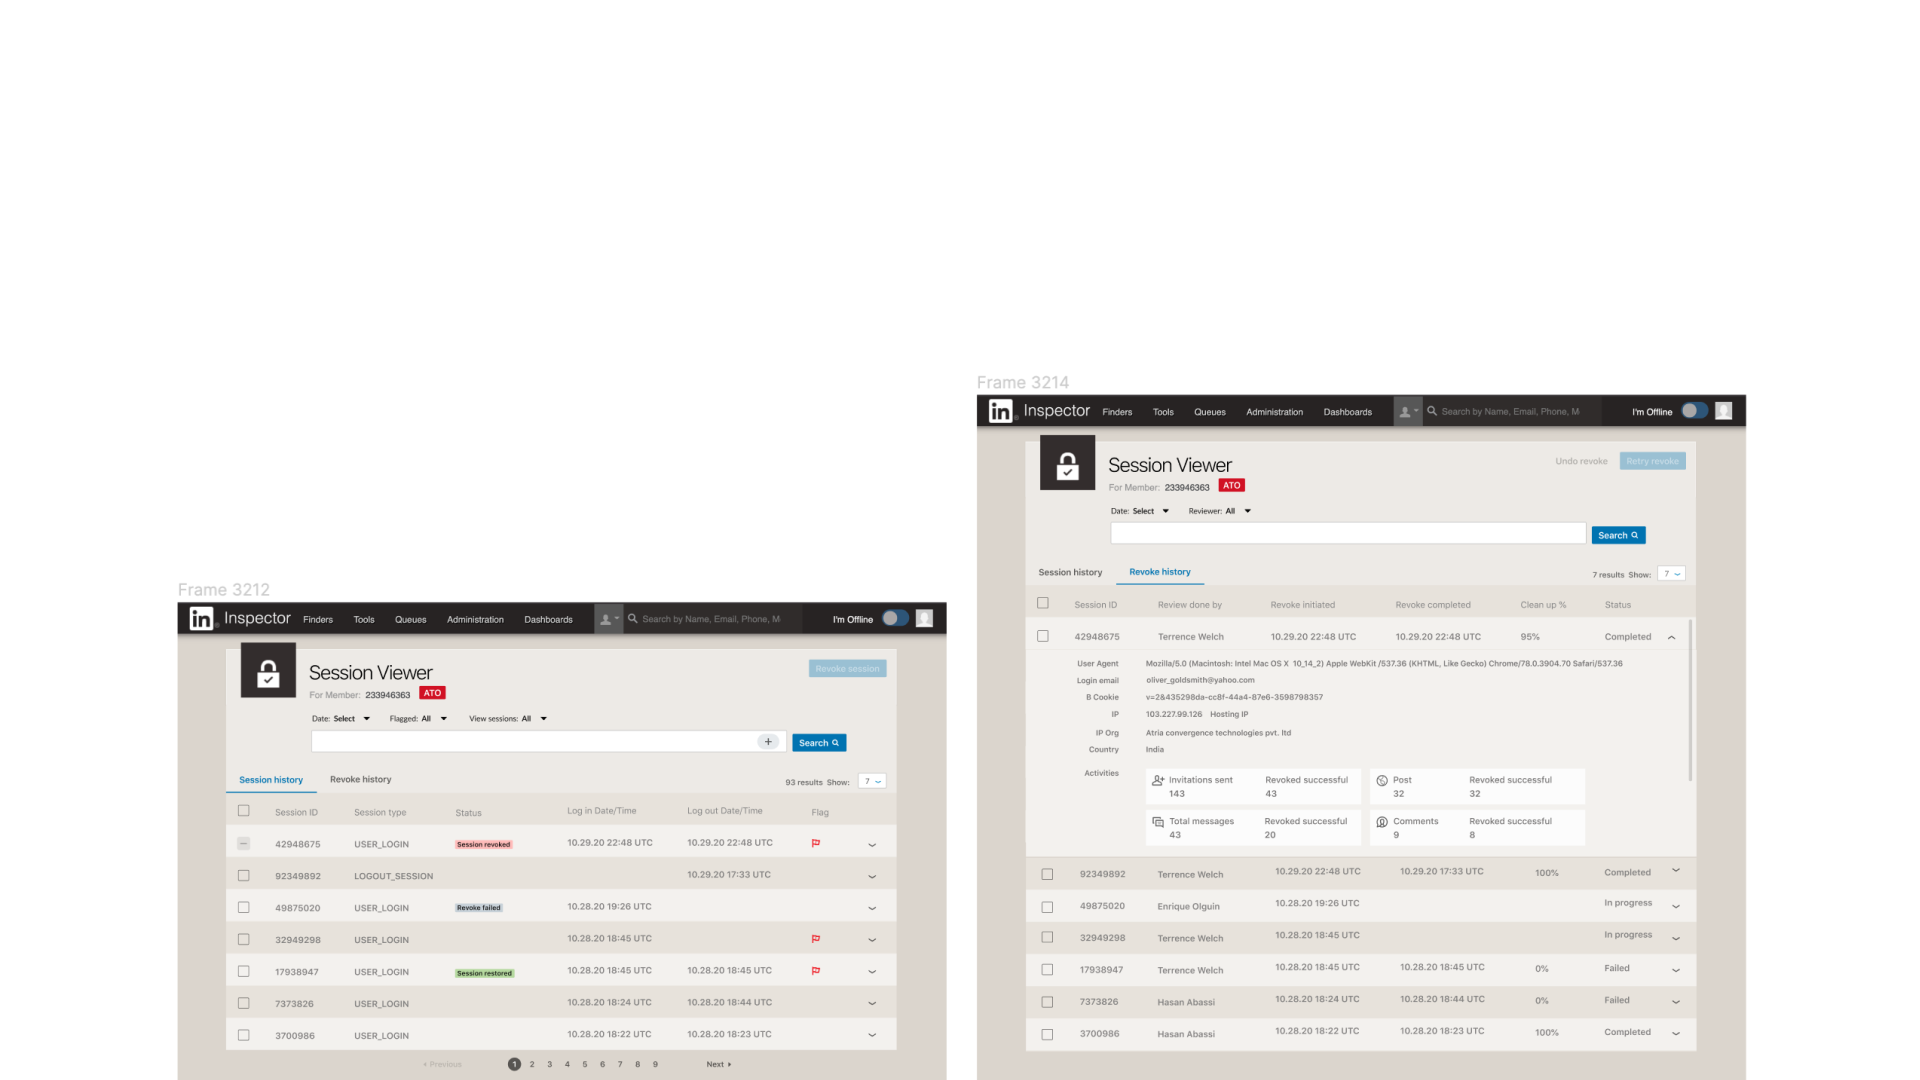 Frame 3212
in Inspector Finders Tools Queues Administration Dashboards Search by Name, Email, Phone, M I'm Offline
Session Viewer Revoke session
For Member: 233946363 ATO
Date: Select Flagged: All View sessions: All
+ Search
Session history Revoke history 93 results Show: 7
Session ID Session type Status Log in Date/Time Log out Date/Time Flag
42948675 USER_LOGIN Session revoked 10.29.20 22:48 UTC 10.29.20 22:48 UTC
92349892 LOGOUT_SESSION 10.29.20 17:33 UTC
49875020 USER_LOGIN Revoke failed 10.28.20 19:26 UTC
32949298 USER_LOGIN 10.28.20 18:45 UTC
17938947 USER_LOGIN Session restored 10.28.20 18:45 UTC 10.28.20 18:45 UTC
7373826 USER_LOGIN 10.28.20 18:24 UTC 10.28.20 18:44 UTC
3700986 USER_LOGIN 10.28.20 18:22 UTC 10.28.20 18:23 UTC
Previous 1 2 3 4 5 6 7 8 9 Next
Frame 3214
in Inspector Finders Tools Queues Administration Dashboards Search by Name, Email, Phone, M I'm Offline
Session Viewer Undo revoke Retry revoke
For Member: 233946363 ATO
Date: Select Reviewer: All
Search
Session history Revoke history 7 results Show: 7
Session ID Review done by Revoke initiated Revoke completed Clean up % Status
42948675 Terrence Welch 10.29.20 22:48 UTC 10.29.20 22:48 UTC 95% Completed
User Agent Mozilla/5.0 (Macintosh: Intel Mac OS X 10_14_2) Apple WebKit /537.36 (KHTML, Like Gecko) Chrome/78.0.3904.70 Safari/537.36
Login email oliver_goldsmith@yahoo.com
B Cookie v=2&435298da-cc8f-44a4-87e6-3598798357
IP 103.227.99.126 Hosting IP
IP Org Atria convergence technologies pvt. ltd
Country India
Activities
Invitations sent Revoked successful Post Revoked successful
143 43 32 32
Total messages Revoked successful Comments Revoked successful
43 20 9 8
92349892 Terrence Welch 10.29.20 22:48 UTC 10.29.20 17:33 UTC 100% Completed
49875020 Enrique Olguin 10.28.20 19:26 UTC In progress
32949298 Terrence Welch 10.28.20 18:45 UTC In progress
17938947 Terrence Welch 10.28.20 18:45 UTC 10.28.20 18:45 UTC 0% Failed
7373826 Hasan Abassi 10.28.20 18:24 UTC 10.28.20 18:44 UTC 0% Failed
3700986 Hasan Abassi 10.28.20 18:22 UTC 10.28.20 18:23 UTC 100% Completed